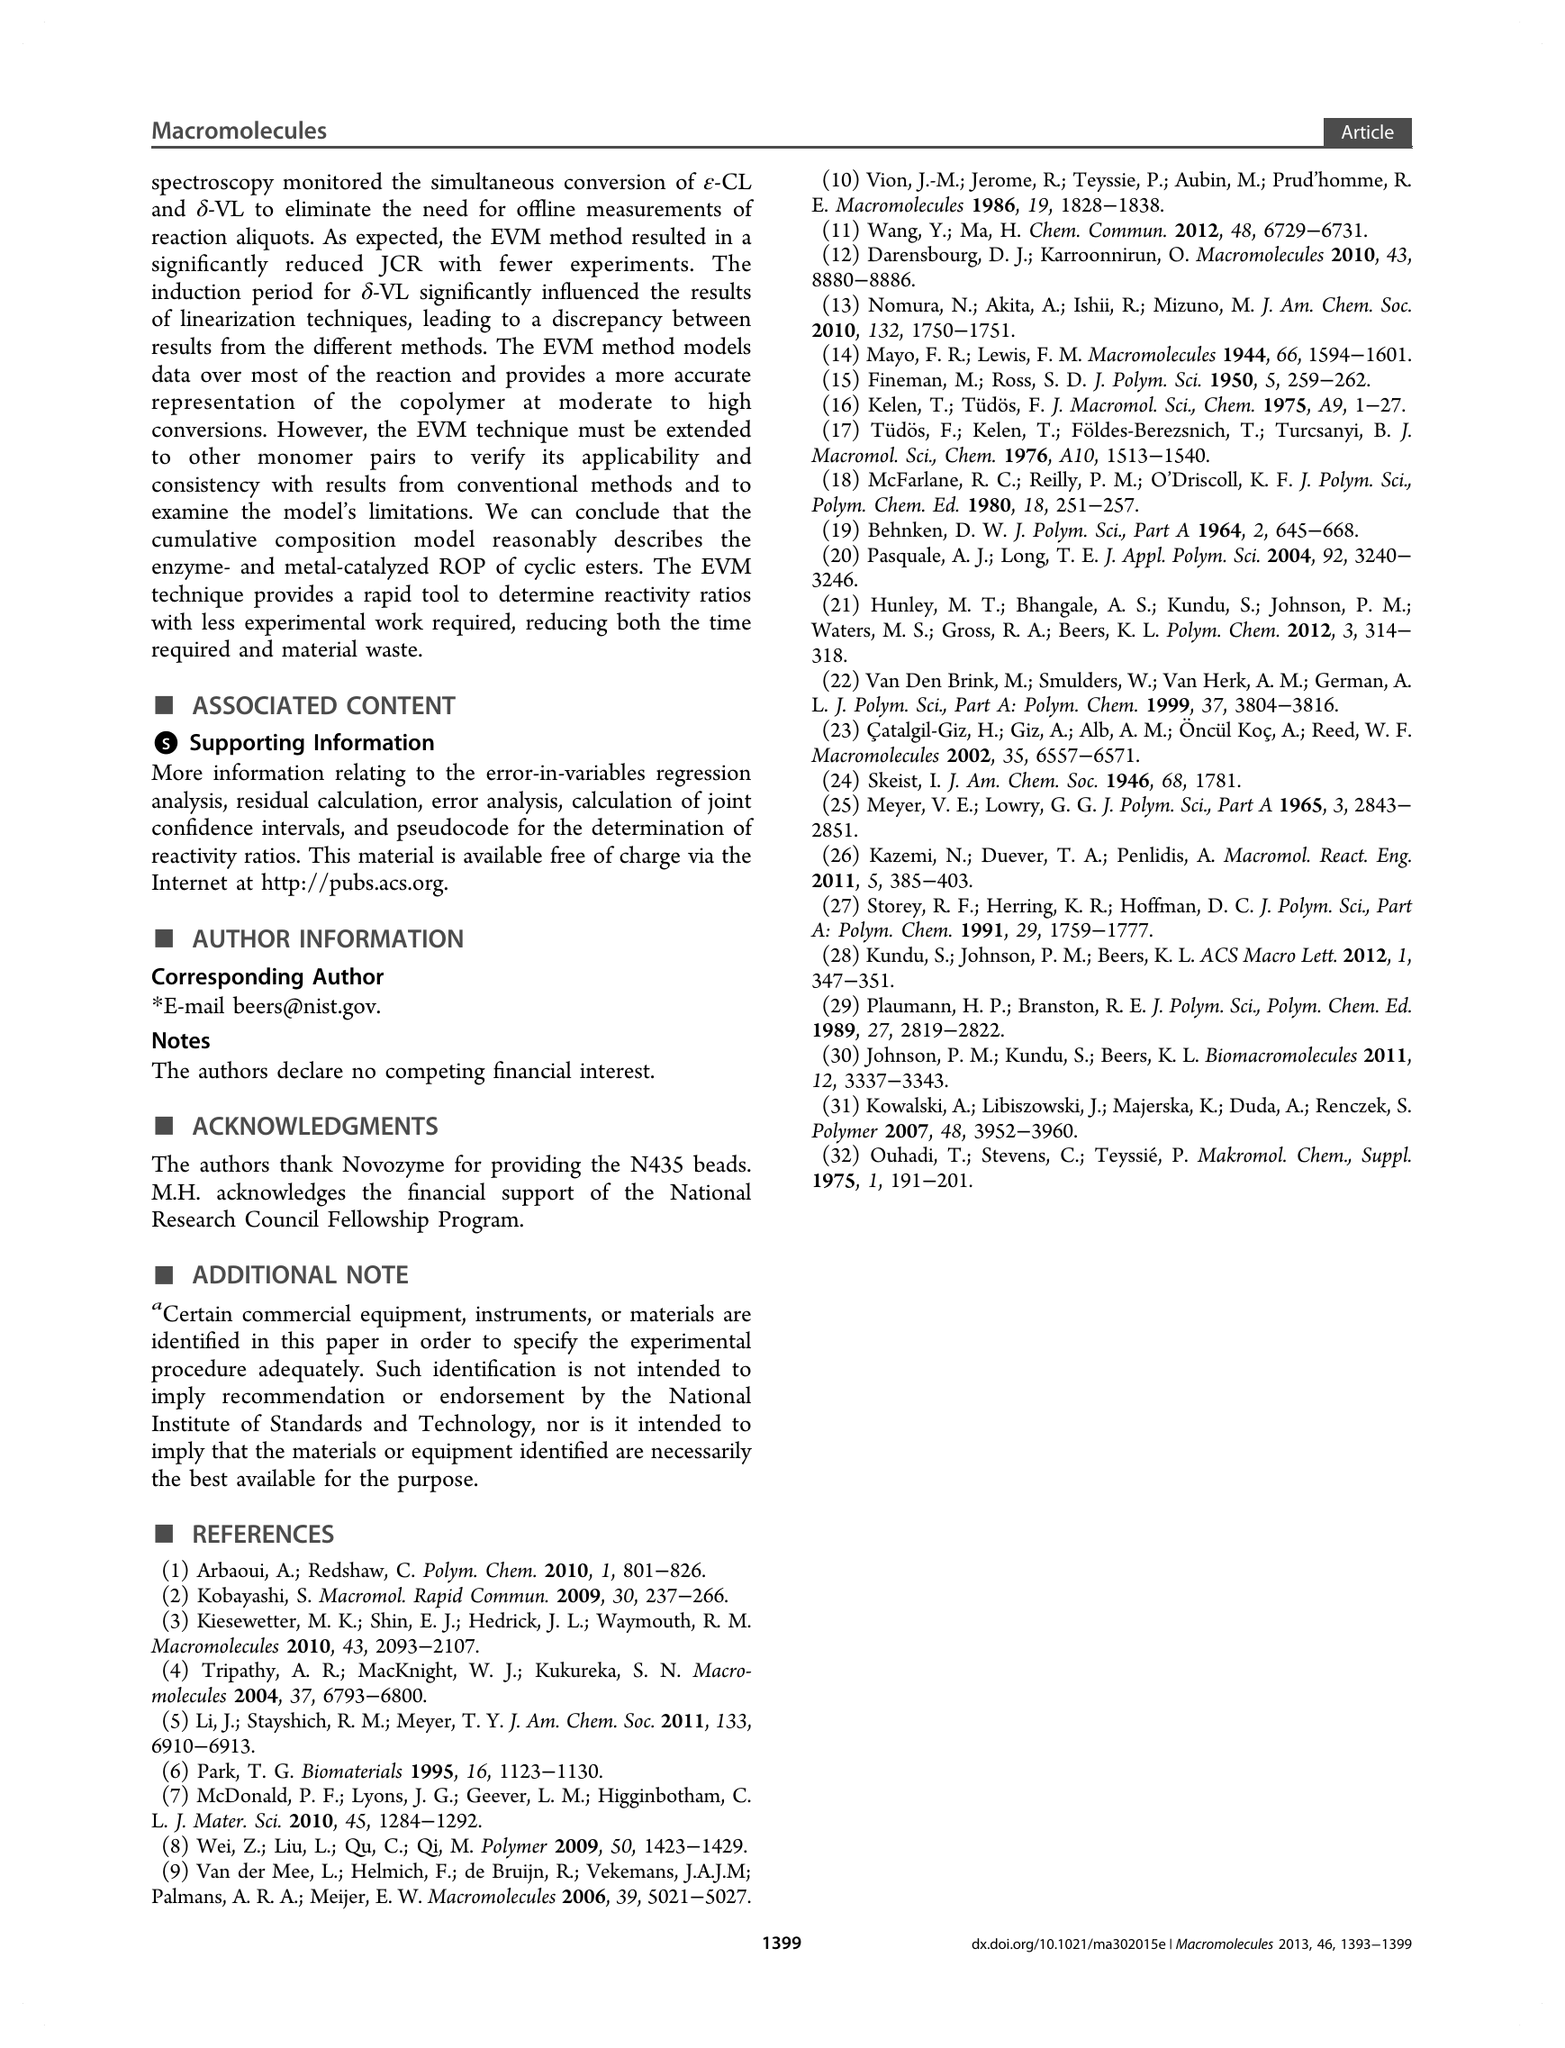 Macromolecules
Article
spectroscopy monitored the simultaneous conversion of ε-CL
and δ-VL to eliminate the need for offline measurements of
reaction aliquots. As expected, the EVM method resulted in a
significantly reduced JCR with fewer experiments. The
induction period for δ-VL significantly influenced the results
of linearization techniques, leading to a discrepancy between
results from the different methods. The EVM method models
data over most of the reaction and provides a more accurate
representation of the copolymer at moderate to high
conversions. However, the EVM technique must be extended
to other monomer pairs to verify its applicability and
consistency with results from conventional methods and to
examine the model's limitations. We can conclude that the
cumulative composition model reasonably describes the
enzyme- and metal-catalyzed ROP of cyclic esters. The EVM
technique provides a rapid tool to determine reactivity ratios
with less experimental work required, reducing both the time
required and material waste.
■ ASSOCIATED CONTENT
S Supporting Information
More information relating to the error-in-variables regression
analysis, residual calculation, error analysis, calculation of joint
confidence intervals, and pseudocode for the determination of
reactivity ratios. This material is available free of charge via the
Internet at http://pubs.acs.org.
■ AUTHOR INFORMATION
Corresponding Author
*E-mail beers@nist.gov.
Notes
The authors declare no competing financial interest.
■ ACKNOWLEDGMENTS
The authors thank Novozyme for providing the N435 beads.
M.H. acknowledges the financial support of the National
Research Council Fellowship Program.
■ ADDITIONAL NOTE
aCertain commercial equipment, instruments, or materials are
identified in this paper in order to specify the experimental
procedure adequately. Such identification is not intended to
imply recommendation or endorsement by the National
Institute of Standards and Technology, nor is it intended to
imply that the materials or equipment identified are necessarily
the best available for the purpose.
■ REFERENCES
(1) Arbaoui, A.; Redshaw, C. Polym. Chem. 2010, 1, 801−826.
(2) Kobayashi, S. Macromol. Rapid Commun. 2009, 30, 237−266.
(3) Kiesewetter, M. K.; Shin, E. J.; Hedrick, J. L.; Waymouth, R. M.
Macromolecules 2010, 43, 2093−2107.
(4) Tripathy, A. R.; MacKnight, W. J.; Kukureka, S. N. Macro-
molecules 2004, 37, 6793−6800.
(5) Li, J.; Stayshich, R. M.; Meyer, T. Y. J. Am. Chem. Soc. 2011, 133,
6910−6913.
(6) Park, T. G. Biomaterials 1995, 16, 1123−1130.
(7) McDonald, P. F.; Lyons, J. G.; Geever, L. M.; Higginbotham, C.
L. J. Mater. Sci. 2010, 45, 1284−1292.
(8) Wei, Z.; Liu, L.; Qu, C.; Qi, M. Polymer 2009, 50, 1423−1429.
(9) Van der Mee, L.; Helmich, F.; de Bruijn, R.; Vekemans, J.A.J.M;
Palmans, A. R. A.; Meijer, E. W. Macromolecules 2006, 39, 5021−5027.
(10) Vion, J.-M.; Jerome, R.; Teyssie, P.; Aubin, M.; Prud'homme, R.
E. Macromolecules 1986, 19, 1828−1838.
(11) Wang, Y.; Ma, H. Chem. Commun. 2012, 48, 6729−6731.
(12) Darensbourg, D. J.; Karroonnirun, O. Macromolecules 2010, 43,
8880−8886.
(13) Nomura, N.; Akita, A.; Ishii, R.; Mizuno, M. J. Am. Chem. Soc.
2010, 132, 1750−1751.
(14) Mayo, F. R.; Lewis, F. M. Macromolecules 1944, 66, 1594−1601.
(15) Fineman, M.; Ross, S. D. J. Polym. Sci. 1950, 5, 259−262.
(16) Kelen, T.; Tüdös, F. J. Macromol. Sci., Chem. 1975, A9, 1−27.
(17) Tüdös, F.; Kelen, T.; Földes-Berezsnich, T.; Turcsanyi, B. J.
Macromol. Sci., Chem. 1976, A10, 1513−1540.
(18) McFarlane, R. C.; Reilly, P. M.; O'Driscoll, K. F. J. Polym. Sci.,
Polym. Chem. Ed. 1980, 18, 251−257.
(19) Behnken, D. W. J. Polym. Sci., Part A 1964, 2, 645−668.
(20) Pasquale, A. J.; Long, T. E. J. Appl. Polym. Sci. 2004, 92, 3240−
3246.
(21) Hunley, M. T.; Bhangale, A. S.; Kundu, S.; Johnson, P. M.;
Waters, M. S.; Gross, R. A.; Beers, K. L. Polym. Chem. 2012, 3, 314−
318.
(22) Van Den Brink, M.; Smulders, W.; Van Herk, A. M.; German, A.
L. J. Polym. Sci., Part A: Polym. Chem. 1999, 37, 3804−3816.
(23) Çatalgil-Giz, H.; Giz, A.; Alb, A. M.; Öncül Koç, A.; Reed, W. F.
Macromolecules 2002, 35, 6557−6571.
(24) Skeist, I. J. Am. Chem. Soc. 1946, 68, 1781.
(25) Meyer, V. E.; Lowry, G. G. J. Polym. Sci., Part A 1965, 3, 2843−
2851.
(26) Kazemi, N.; Duever, T. A.; Penlidis, A. Macromol. React. Eng.
2011, 5, 385−403.
(27) Storey, R. F.; Herring, K. R.; Hoffman, D. C. J. Polym. Sci., Part
A: Polym. Chem. 1991, 29, 1759−1777.
(28) Kundu, S.; Johnson, P. M.; Beers, K. L. ACS Macro Lett. 2012, 1,
347−351.
(29) Plaumann, H. P.; Branston, R. E. J. Polym. Sci., Polym. Chem. Ed.
1989, 27, 2819−2822.
(30) Johnson, P. M.; Kundu, S.; Beers, K. L. Biomacromolecules 2011,
12, 3337−3343.
(31) Kowalski, A.; Libiszowski, J.; Majerska, K.; Duda, A.; Renczek, S.
Polymer 2007, 48, 3952−3960.
(32) Ouhadi, T.; Stevens, C.; Teyssié, P. Makromol. Chem., Suppl.
1975, 1, 191−201.
1399
dx.doi.org/10.1021/ma302015e | Macromolecules 2013, 46, 1393−1399